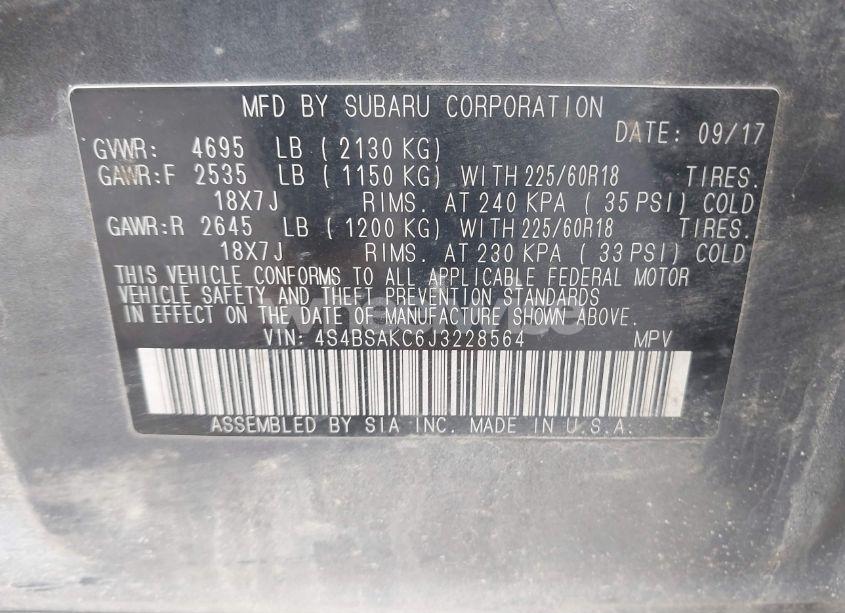 MFD BY SUBARU CORPORATION
DATE: 09/17
GVWR: 4695 LB ( 2130 KG)
GAWR:F 2535 LB ( 1150 KG) WITH 225/60R18 TIRES.
18X7J RIMS. AT 240 KPA ( 35 PSI) COLD
GAWR:R 2645 LB ( 1200 KG) WITH 225/60R18 TIRES.
18X7J RIMS. AT 230 KPA ( 33 PSI) COLD
THIS VEHICLE CONFORMS TO ALL APPLICABLE FEDERAL MOTOR
VEHICLE SAFETY AND THEFT PREVENTION STANDARDS
IN EFFECT ON THE DATE OF MANUFACTURE SHOWN ABOVE.
VIN: 4S4BSAKC6J3228564 MPV
ASSEMBLED BY SIA INC. MADE IN U.S.A.